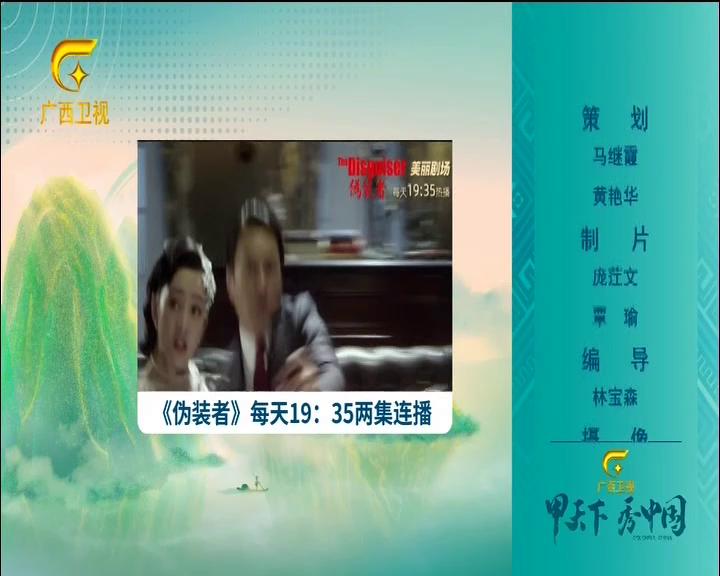 广西卫视
The Disguiser
伪装者
美丽剧场
每天19:35热播
《伪装者》每天19：35两集连播
策 划
马继霞
黄艳华
制 片
庞茳文
覃 瑜
编 导
林宝森
摄 像
广西卫视
甲天下 秀中国